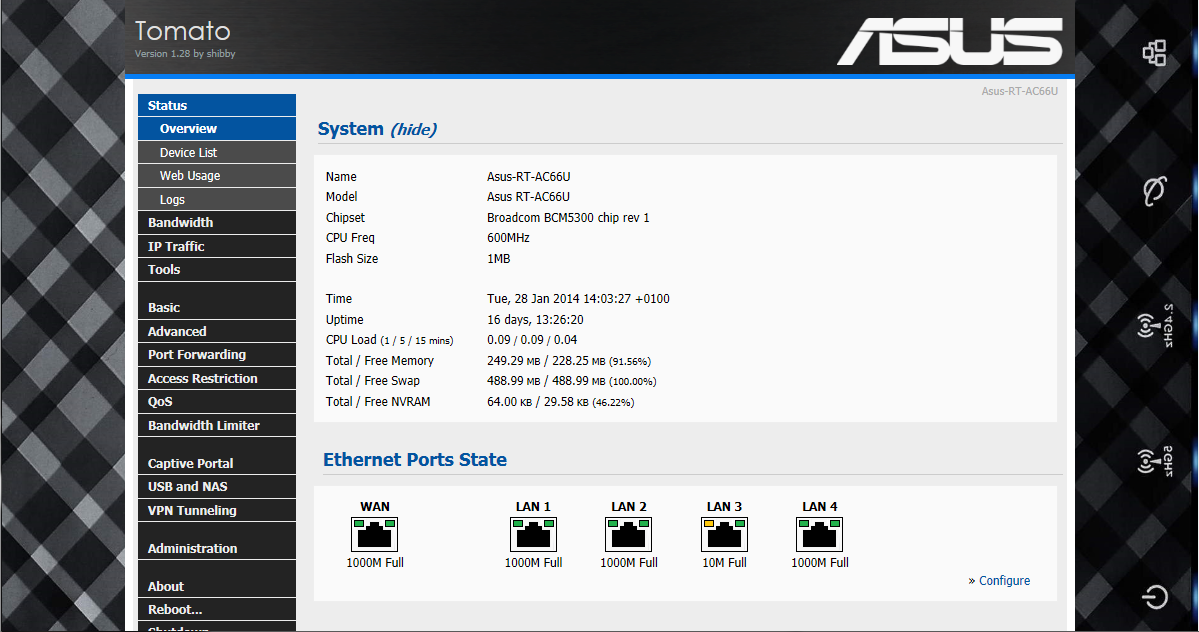 Tomato
Version 1.28 by shibby
ASUS
Asus-RT-AC66U
Status
Overview
Device List
Web Usage
Logs
Bandwidth
IP Traffic
Tools
Basic
Advanced
Port Forwarding
Access Restriction
QoS
Bandwidth Limiter
Captive Portal
USB and NAS
VPN Tunneling
Administration
About
Reboot...
Shutdown...
System (hide)
Name Asus-RT-AC66U
Model Asus RT-AC66U
Chipset Broadcom BCM5300 chip rev 1
CPU Freq 600MHz
Flash Size 1MB
Time Tue, 28 Jan 2014 14:03:27 +0100
Uptime 16 days, 13:26:20
CPU Load (1 / 5 / 15 mins) 0.09 / 0.09 / 0.04
Total / Free Memory 249.29 MB / 228.25 MB (91.56%)
Total / Free Swap 488.99 MB / 488.99 MB (100.00%)
Total / Free NVRAM 64.00 KB / 29.58 KB (46.22%)
Ethernet Ports State
WAN LAN 1 LAN 2 LAN 3 LAN 4
1000M Full 1000M Full 1000M Full 10M Full 1000M Full
» Configure
2.4GHz
5GHz